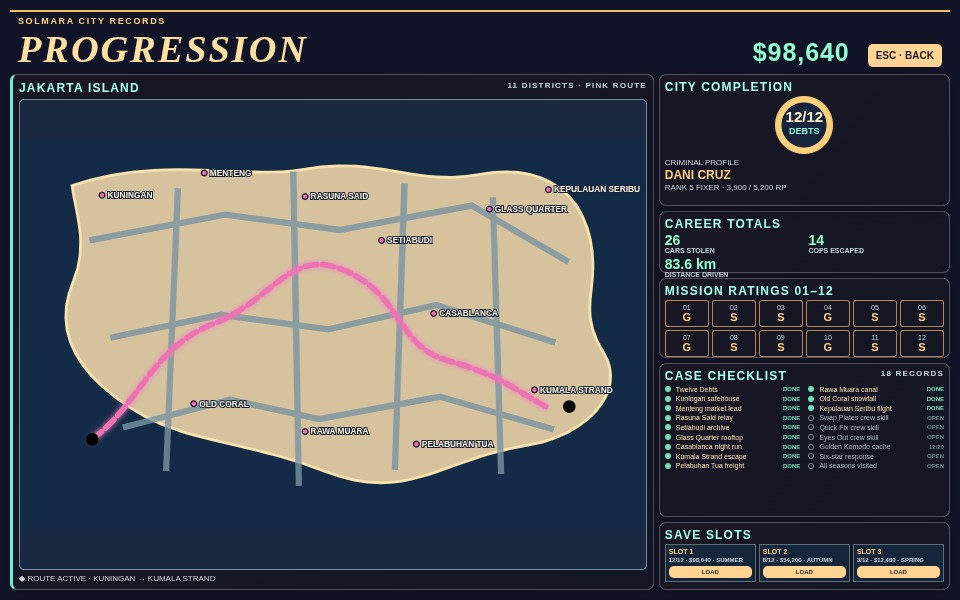 SOLMARA CITY RECORDS
PROGRESSION
$98,640
ESC · BACK
JAKARTA ISLAND
11 DISTRICTS · PINK ROUTE
MENTENG
KUNINGAN
RASUNA SAID
KEPULAUAN SERIBU
GLASS QUARTER
SETIABUDI
CASABLANCA
KUMALA STRAND
OLD CORAL
RAWA MUARA
PELABUHAN TUA
◆ ROUTE ACTIVE · KUNINGAN → KUMALA STRAND
CITY COMPLETION
12/12
DEBTS
CRIMINAL PROFILE
DANI CRUZ
RANK 5 FIXER · 3,900 / 5,200 RP
CAREER TOTALS
26
CARS STOLEN
14
COPS ESCAPED
83.6 km
DISTANCE DRIVEN
MISSION RATINGS 01–12
01 02 03 04 05 06
G S S G S S
07 08 09 10 11 12
G S S G S S
CASE CHECKLIST
18 RECORDS
Twelve Debts DONE
Kuningan safehouse DONE
Menteng market lead DONE
Rasuna Said relay DONE
Setiabudi archive DONE
Glass Quarter rooftop DONE
Casablanca night run DONE
Kumala Strand escape DONE
Pelabuhan Tua freight DONE
Rawa Muara canal DONE
Old Coral snowfall DONE
Kepulauan Seribu flight DONE
Swap Plates crew skill OPEN
Quick Fix crew skill OPEN
Eyes Out crew skill OPEN
Golden Komodo cache
Six-star response OPEN
All seasons visited OPEN
SAVE SLOTS
SLOT 1
12/12 · $98,640 · SUMMER
LOAD
SLOT 2
8/12 · $54,200 · AUTUMN
LOAD
SLOT 3
3/12 · $12,450 · SPRING
LOAD